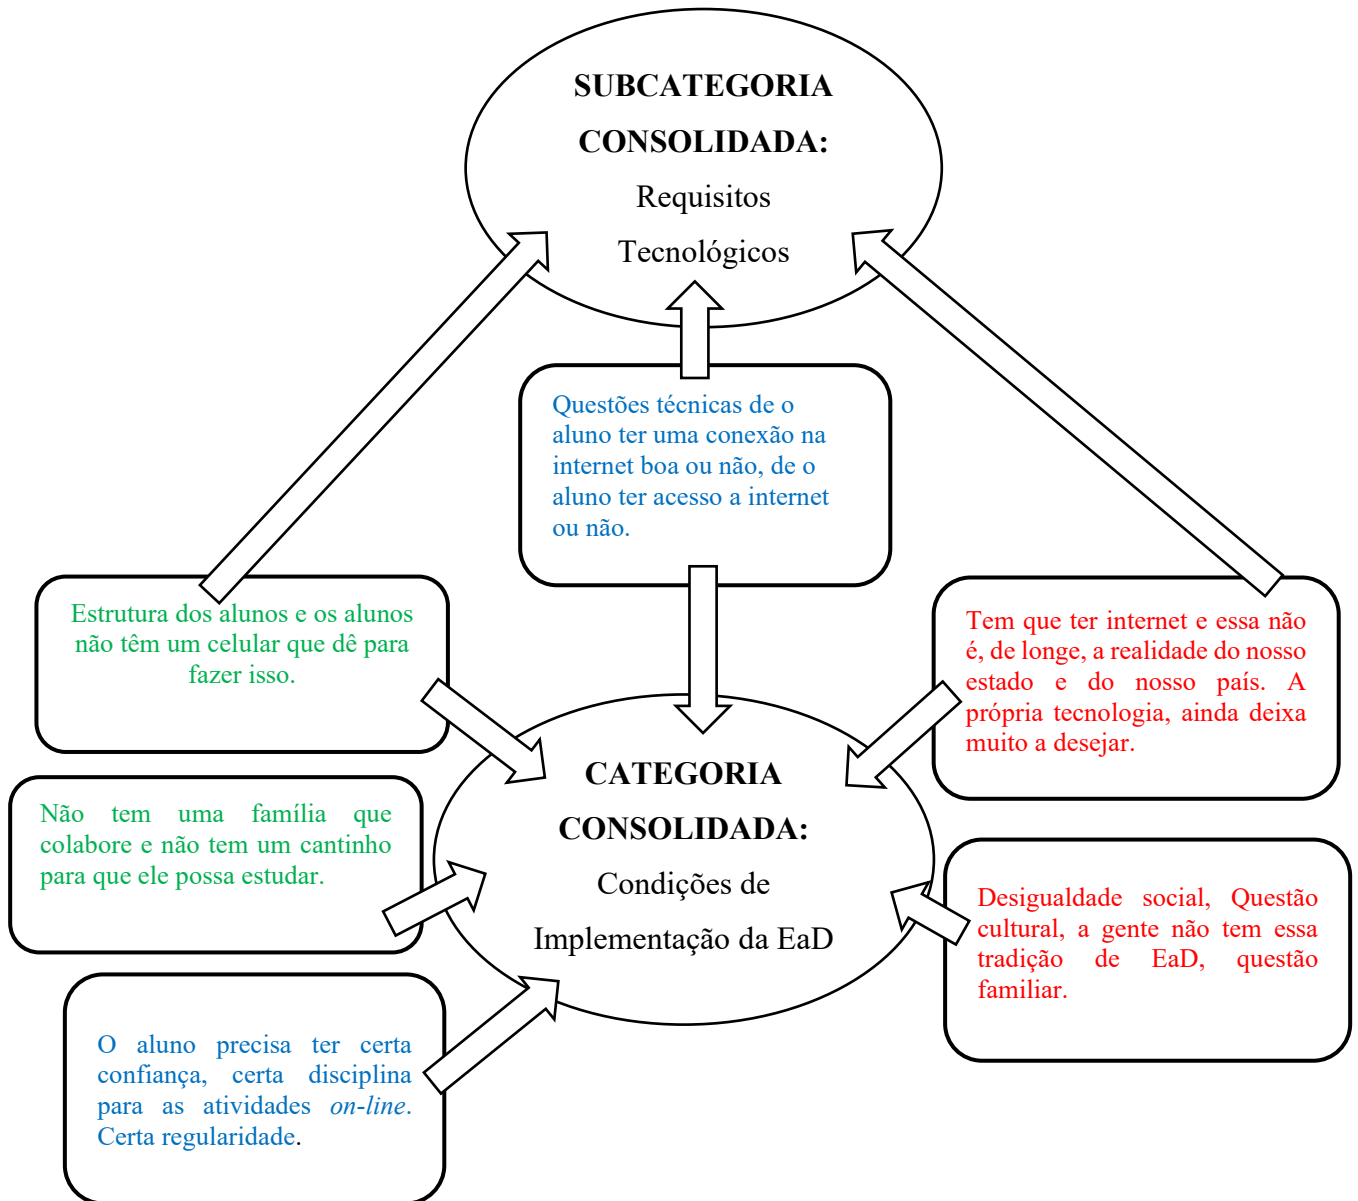 SUBCATEGORIA
CONSOLIDADA:
Requisitos
Tecnológicos
Questões técnicas de o
aluno ter uma conexão na
internet boa ou não, de o
aluno ter acesso a internet
ou não.
Estrutura dos alunos e os alunos
não têm um celular que dê para
fazer isso.
Tem que ter internet e essa não
é, de longe, a realidade do nosso
estado e do nosso país. A
própria tecnologia, ainda deixa
muito a desejar.
CATEGORIA
CONSOLIDADA:
Condições de
Implementação da EaD
Não tem uma família que
colabore e não tem um cantinho
para que ele possa estudar.
Desigualdade social, Questão
cultural, a gente não tem essa
tradição de EaD, questão
familiar.
O aluno precisa ter certa
confiança, certa disciplina
para as atividades on-line.
Certa regularidade.